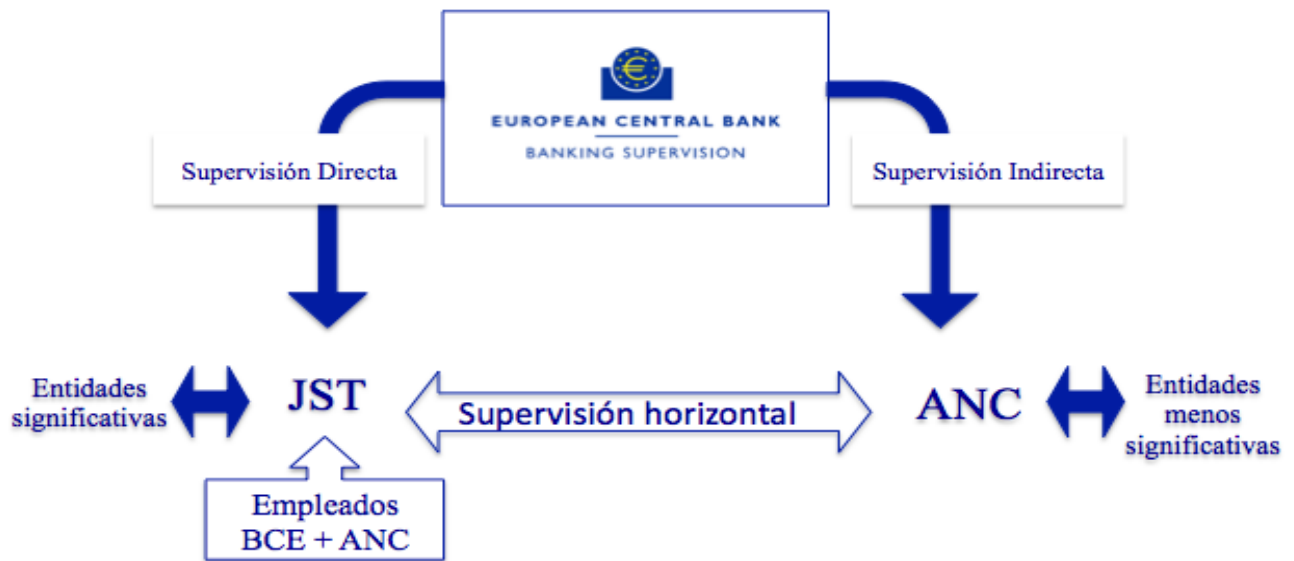 €
EUROPEAN CENTRAL BANK
BANKING SUPERVISION
Supervisión Directa
Supervisión Indirecta
Entidades
significativas
JST
Supervisión horizontal
ANC
Entidades
menos
significativas
Empleados
BCE + ANC